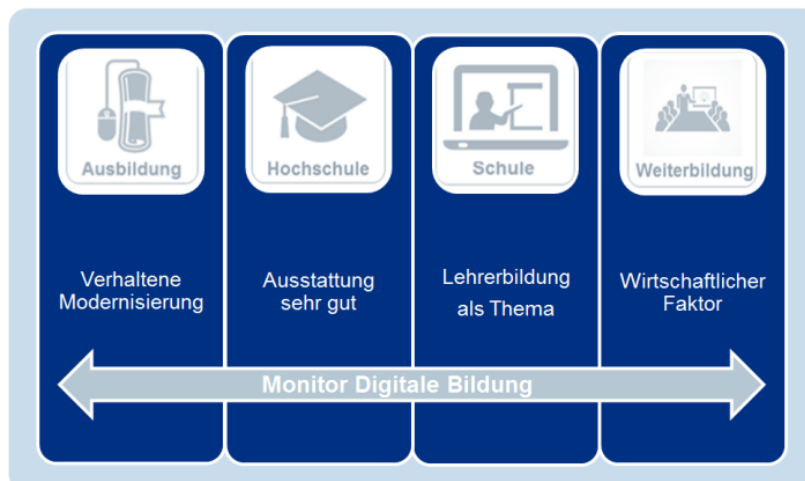 Ausbildung
Hochschule
Schule
Weiterbildung
Verhaltene
Modernisierung
Ausstattung
sehr gut
Lehrerbildung
als Thema
Wirtschaftlicher
Faktor
Monitor Digitale Bildung